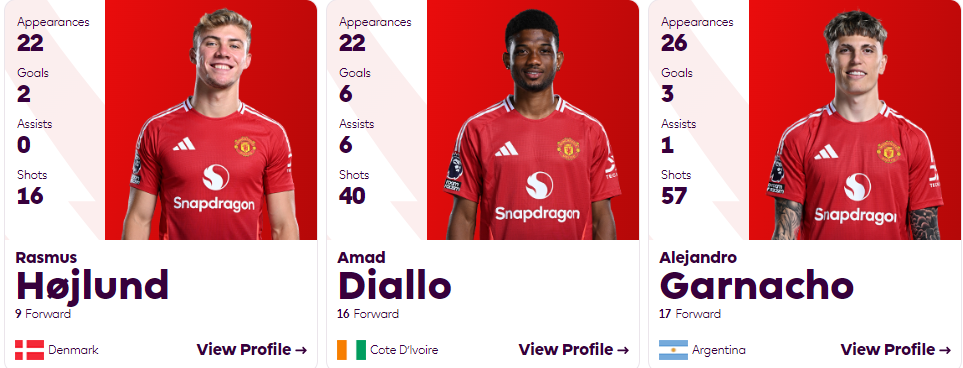 Appearances
22
Goals
2
Assists
0
Shots
16
Snapdragon
Rasmus
Højlund
9 Forward
Denmark
View Profile →
Appearances
22
Goals
6
Assists
6
Shots
40
Snapdragon
Amad
Diallo
16 Forward
Cote D'Ivoire
View Profile →
Appearances
26
Goals
3
Assists
1
Shots
57
Snapdragon
Alejandro
Garnacho
17 Forward
Argentina
View Profile →